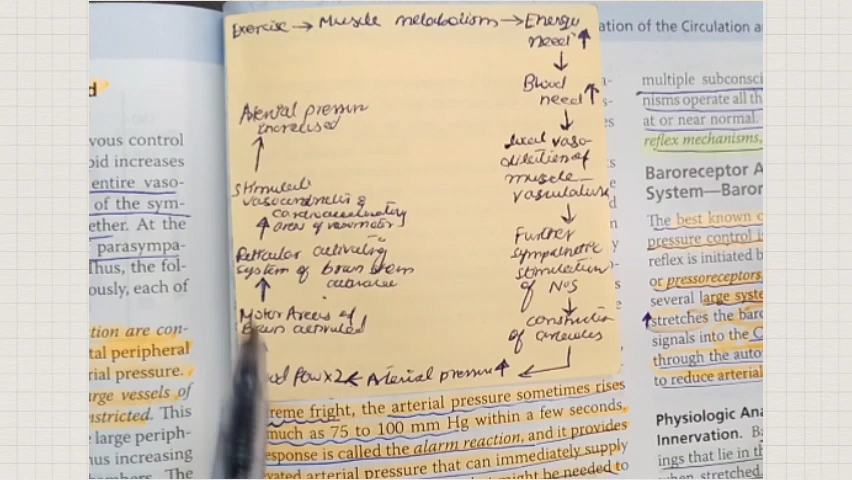 Exercise → Muscle metabolism → Energy
need ↑
↓
Blood
need ↑
↓
local vaso-
dilation of
muscle
vasculature
↓
Further
sympathetic
stimulation
of
↓
constriction
of arterioles
flow x2 ← Arterial pressure ↑ ←
Motor Areas of
Brain activated
↑
Reticular activating
system of brain stem
↑
Stimulate
vasoconstrictor &
cardioacceleratory
area of vasomotor
↑
Arterial pressure
increased
d
vous control
oid increases
entire vaso-
of the sym-
ether. At the
parasympa-
Thus, the fol-
ously, each of
tion are con-
tal peripheral
rial pressure.
arge vessels of
nstricted. This
large periph-
hus increasing
The
reme fright, the arterial pressure sometimes rises
much as 75 to 100 mm Hg within a few seconds,
esponse is called the alarm reaction, and it provides
vated arterial pressure that can immediately supply
might be needed to
ation of the Circulation a
multiple subconsci
nisms operate all th
at or near normal.
reflex mechanisms,
Baroreceptor A
System—Baror
The best known o
pressure control i
reflex is initiated b
or pressoreceptors,
several large syste
↑ stretches the baro
signals into the C
through the auto
to reduce arterial
Physiologic Ana
Innervation. Ba
ings that lie in th
when stretched